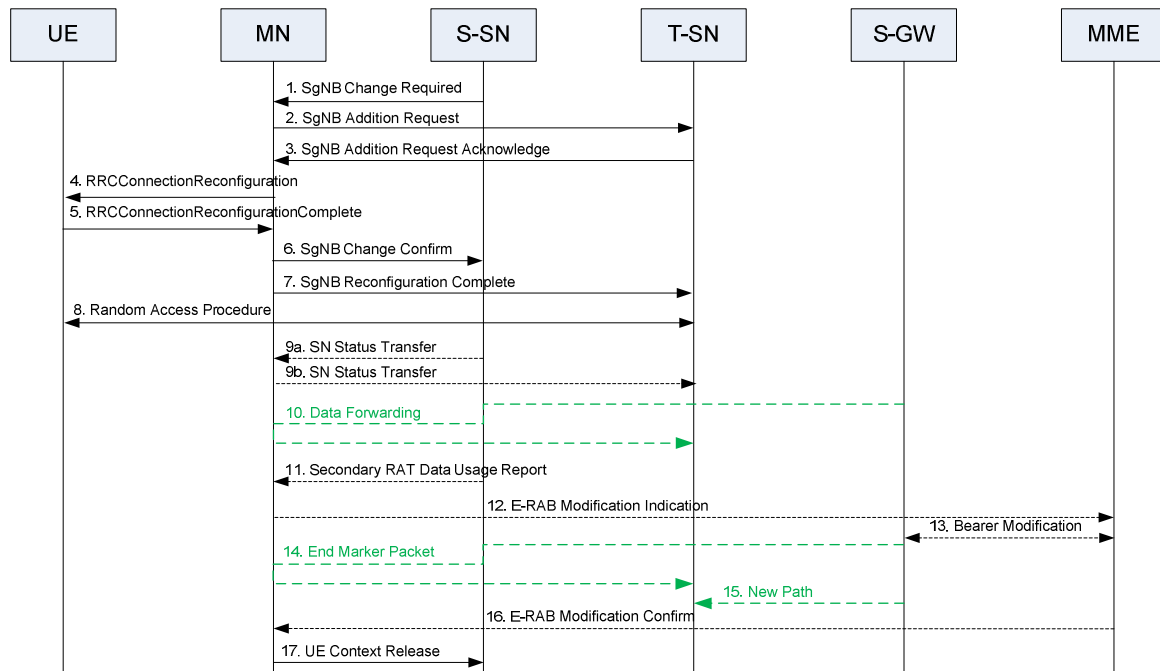 UE
MN
S-SN
T-SN
S-GW
MME
1. SgNB Change Required
2. SgNB Addition Request
3. SgNB Addition Request Acknowledge
4. RRCConnectionReconfiguration
5. RRCConnectionReconfigurationComplete
6. SgNB Change Confirm
7. SgNB Reconfiguration Complete
8. Random Access Procedure
9a. SN Status Transfer
9b. SN Status Transfer
10. Data Forwarding
11. Secondary RAT Data Usage Report
12. E-RAB Modification Indication
13. Bearer Modification
14. End Marker Packet
15. New Path
16. E-RAB Modification Confirm
17. UE Context Release